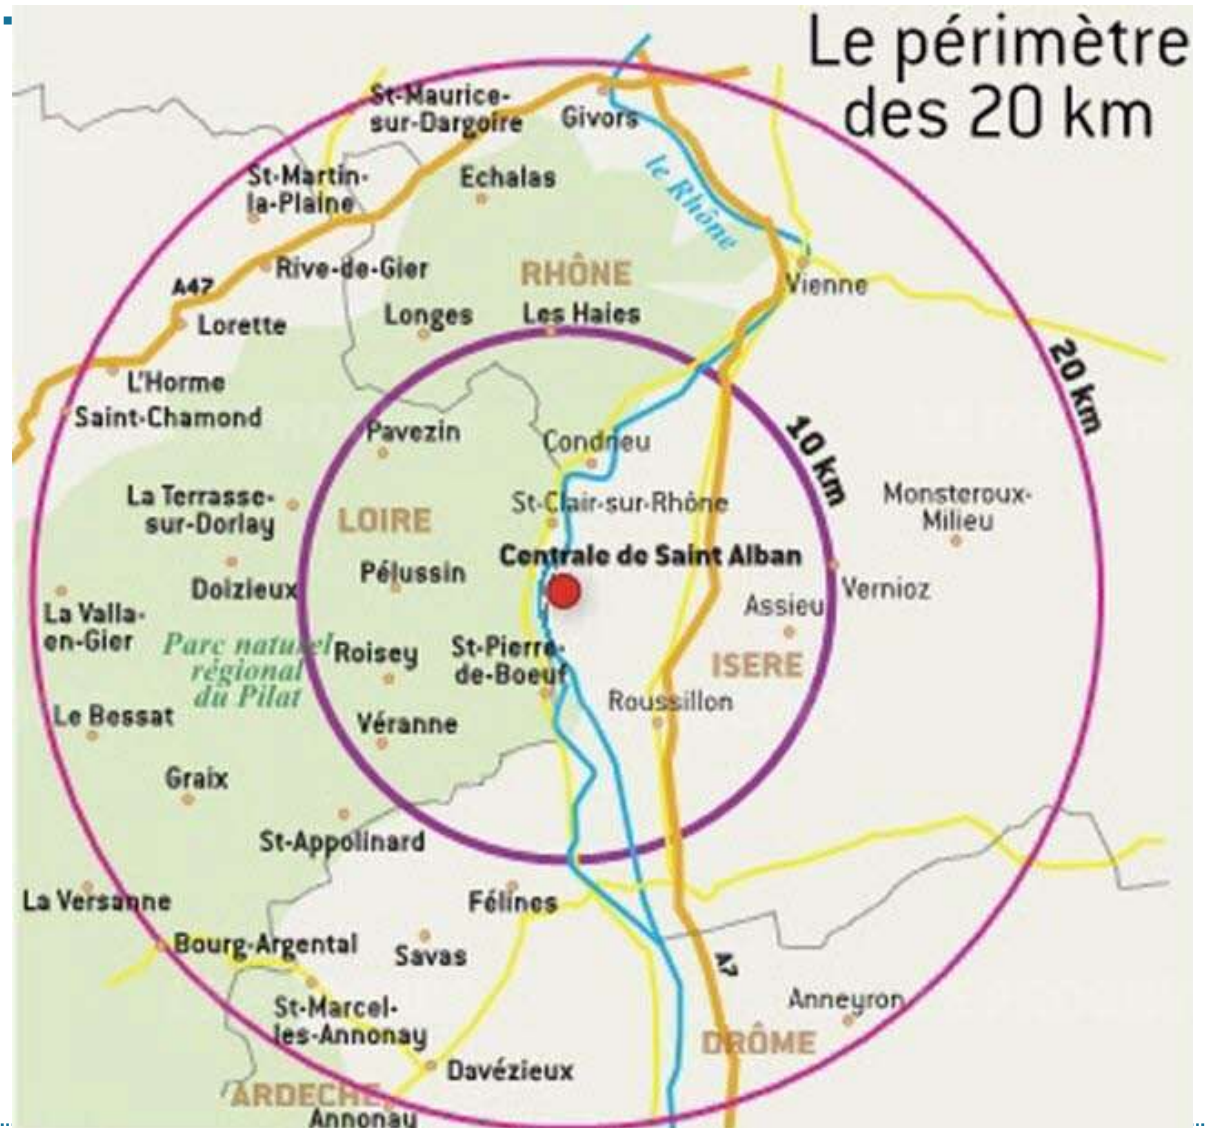 Le périmètre
des 20 km
St-Maurice-
sur-Dargoire
Givors
le Rhône
St-Martin-
la-Plaine
Echalas
Rive-de-Gier
RHÔNE
A47
Vienne
Lorette
Longes
Les Haies
L'Horme
20 km
Saint-Chamond
Pavezin
Condrieu
10 km
La Terrasse-
sur-Dorlay
LOIRE
St-Clair-sur-Rhône
Monsteroux-
Milieu
Centrale de Saint Alban
Doizieux
Pélussin
Vernioz
Assieu
La Valla-
en-Gier
Parc naturel
régional
du Pilat
Roisey
St-Pierre-
de-Boeuf
ISERE
Le Bessat
Véranne
Roussillon
Graix
St-Appolinard
La Versanne
Félines
Bourg-Argental
Savas
A7
St-Marcel-
les-Annonay
Anneyron
DRÔME
Davézieux
ARDECHE
Annonay